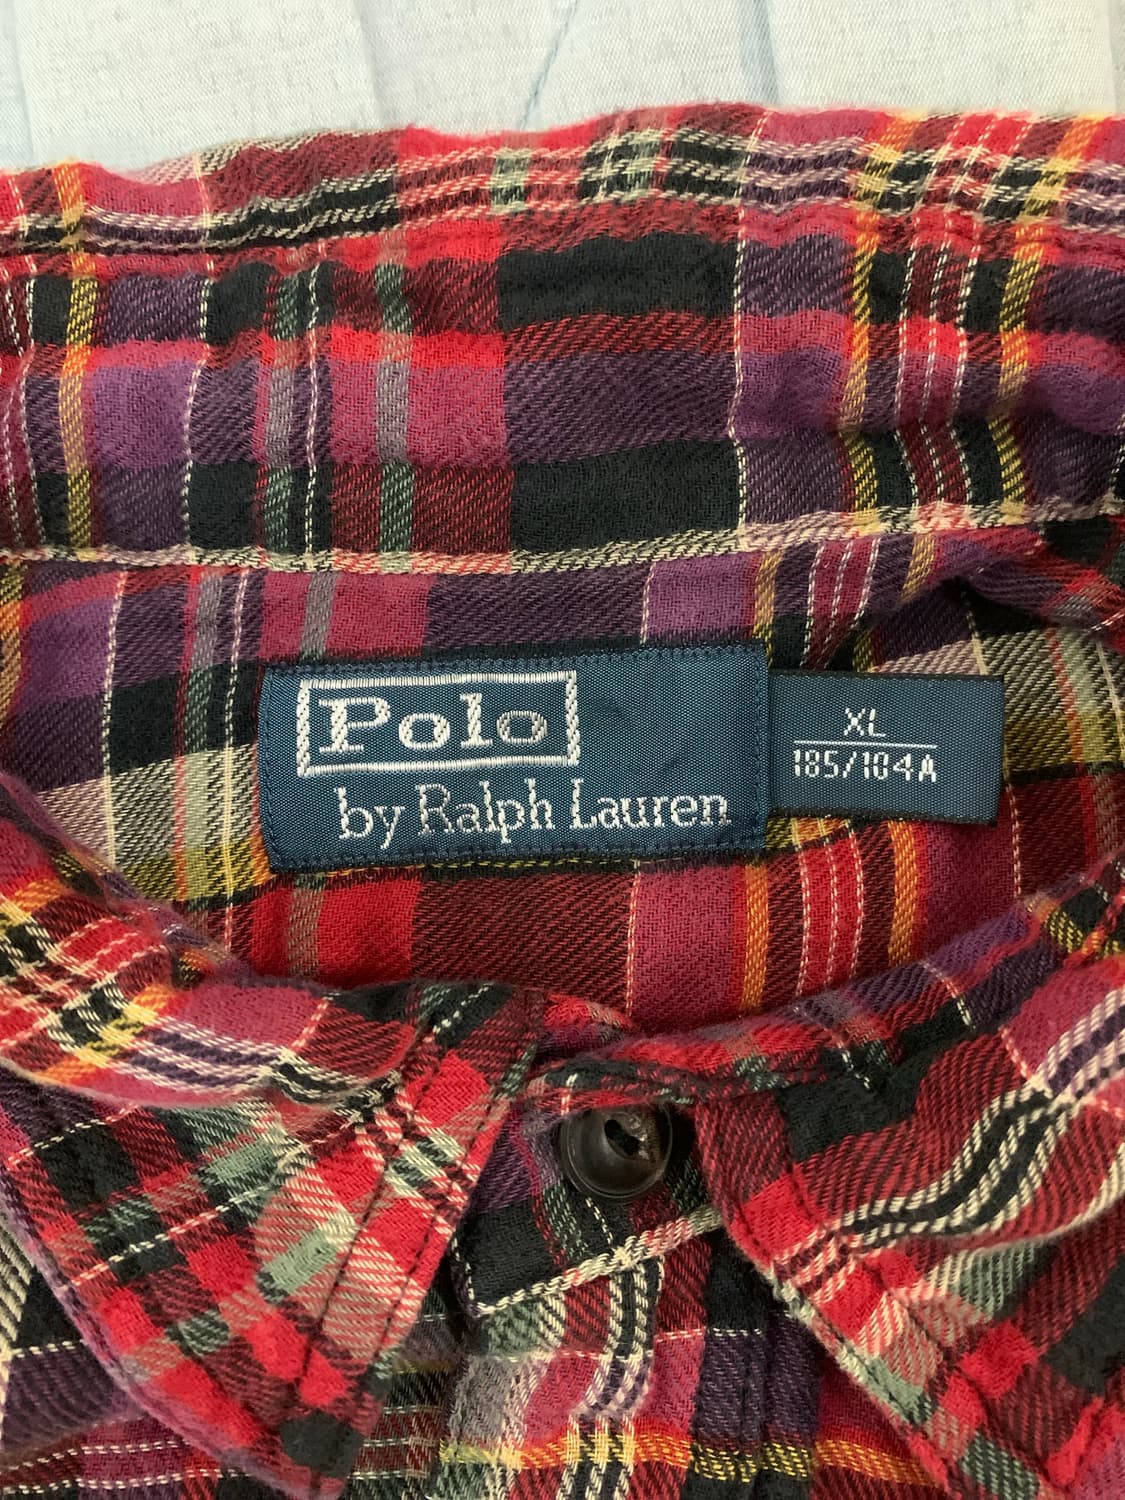 Polo
by Ralph Lauren
XL
185/104A